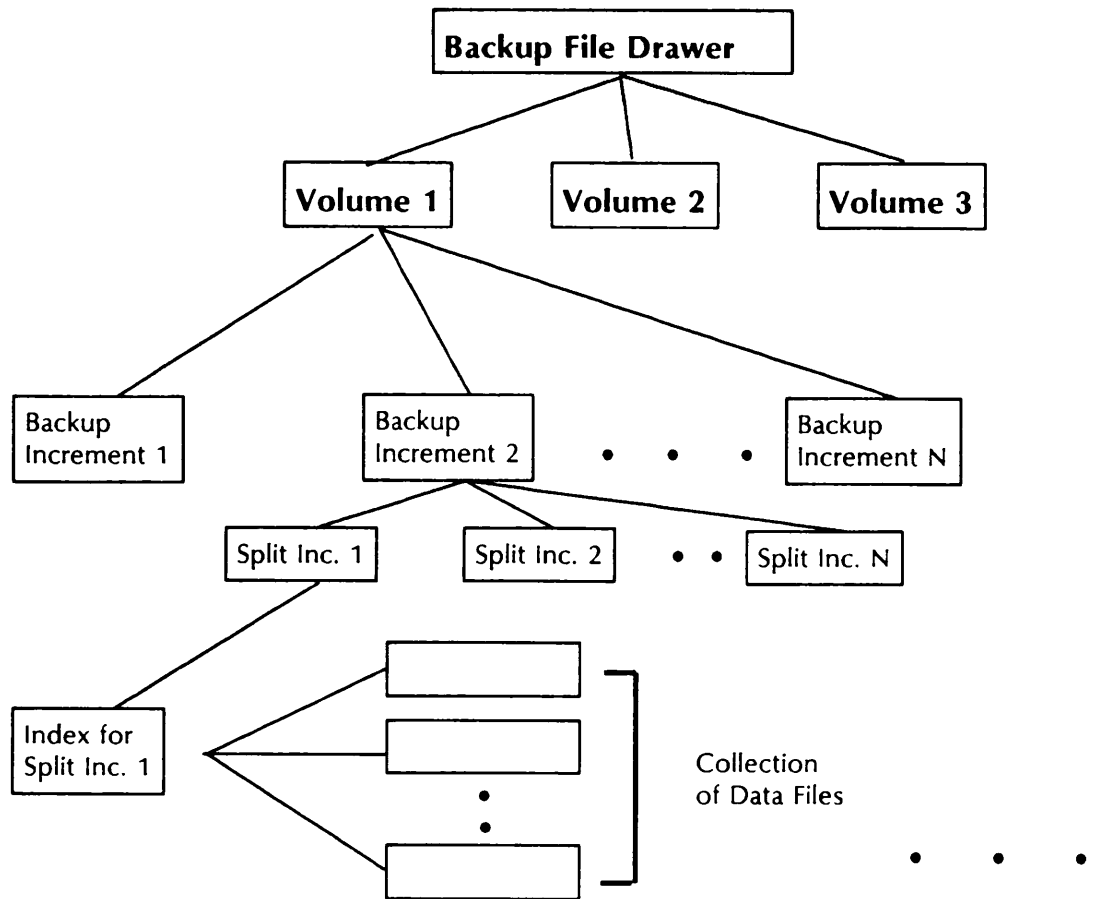 Backup File Drawer
Volume 1
Volume 2
Volume 3
Backup
Increment 1
Backup
Increment 2
Backup
Increment N
Split Inc. 1
Split Inc. 2
Split Inc. N
Index for
Split Inc. 1
Collection
of Data Files